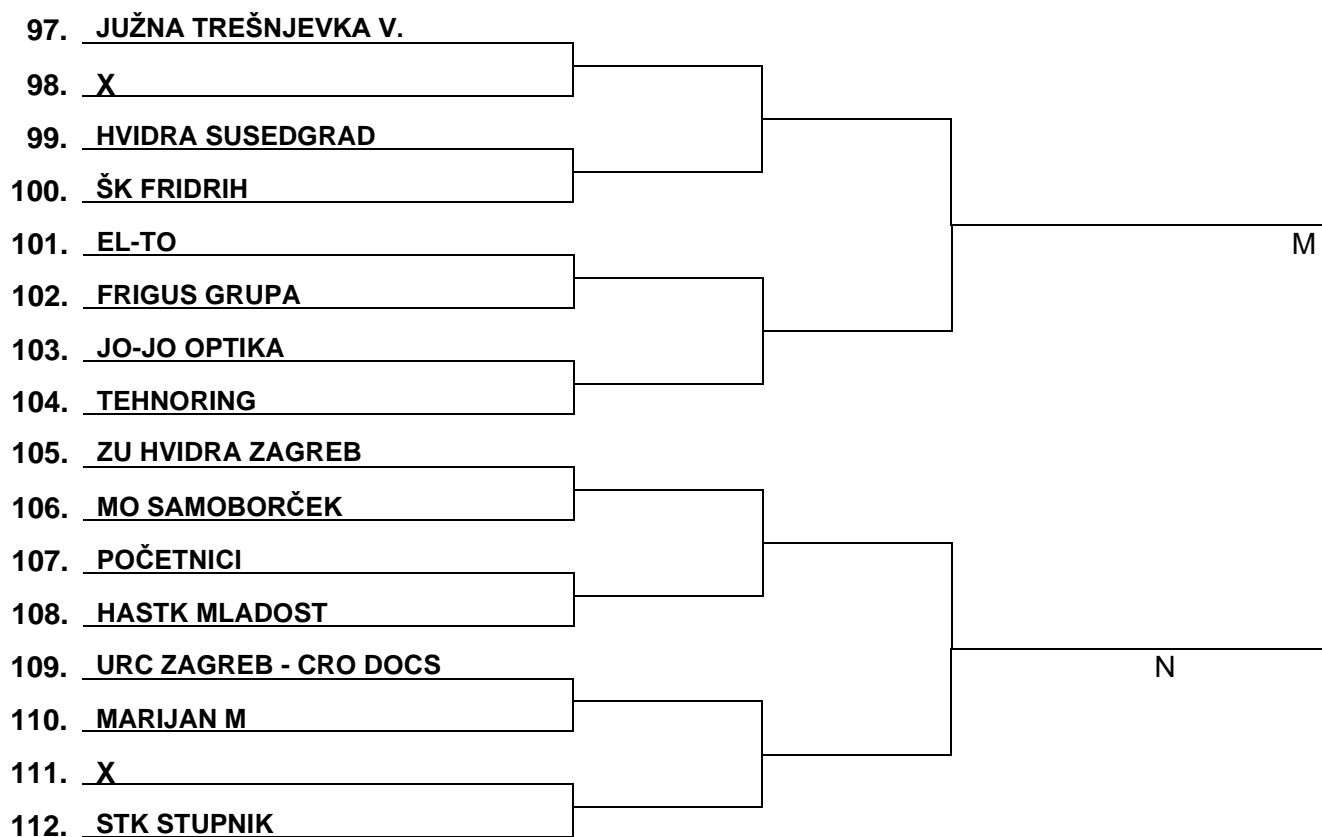 97. JUŽNA TREŠNJEVKA V.
98. X
99. HVIDRA SUSEDGRAD
100. ŠK FRIDRIH
101. EL-TO
M
102. FRIGUS GRUPA
103. JO-JO OPTIKA
104. TEHNORING
105. ZU HVIDRA ZAGREB
106. MO SAMOBORČEK
107. POČETNICI
108. HASTK MLADOST
109. URC ZAGREB - CRO DOCS
N
110. MARIJAN M
111. X
112. STK STUPNIK